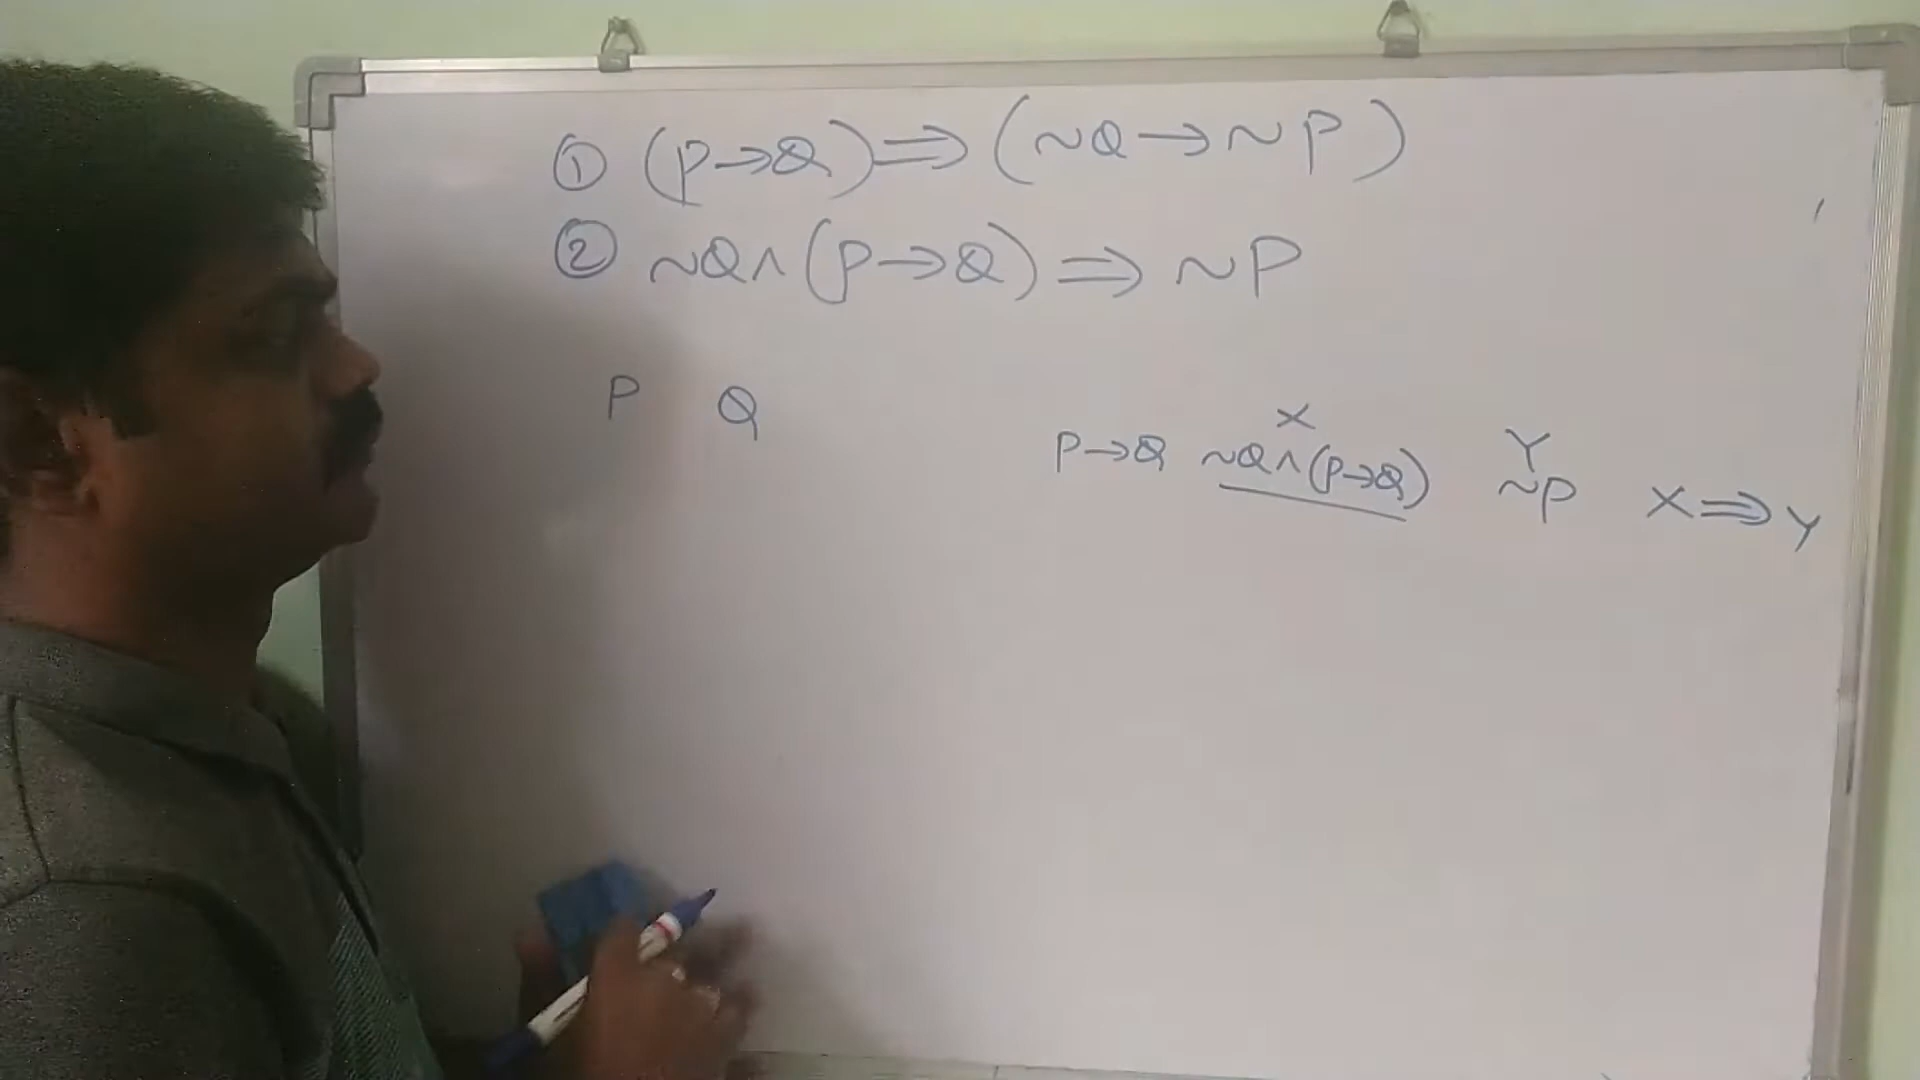 ① (P→Q)⇒(∼Q→∼P)
② ∼Q∧(P→Q)⇒∼P
X
Y
P Q P→Q ∼Q∧(P→Q) ∼P X⇒Y